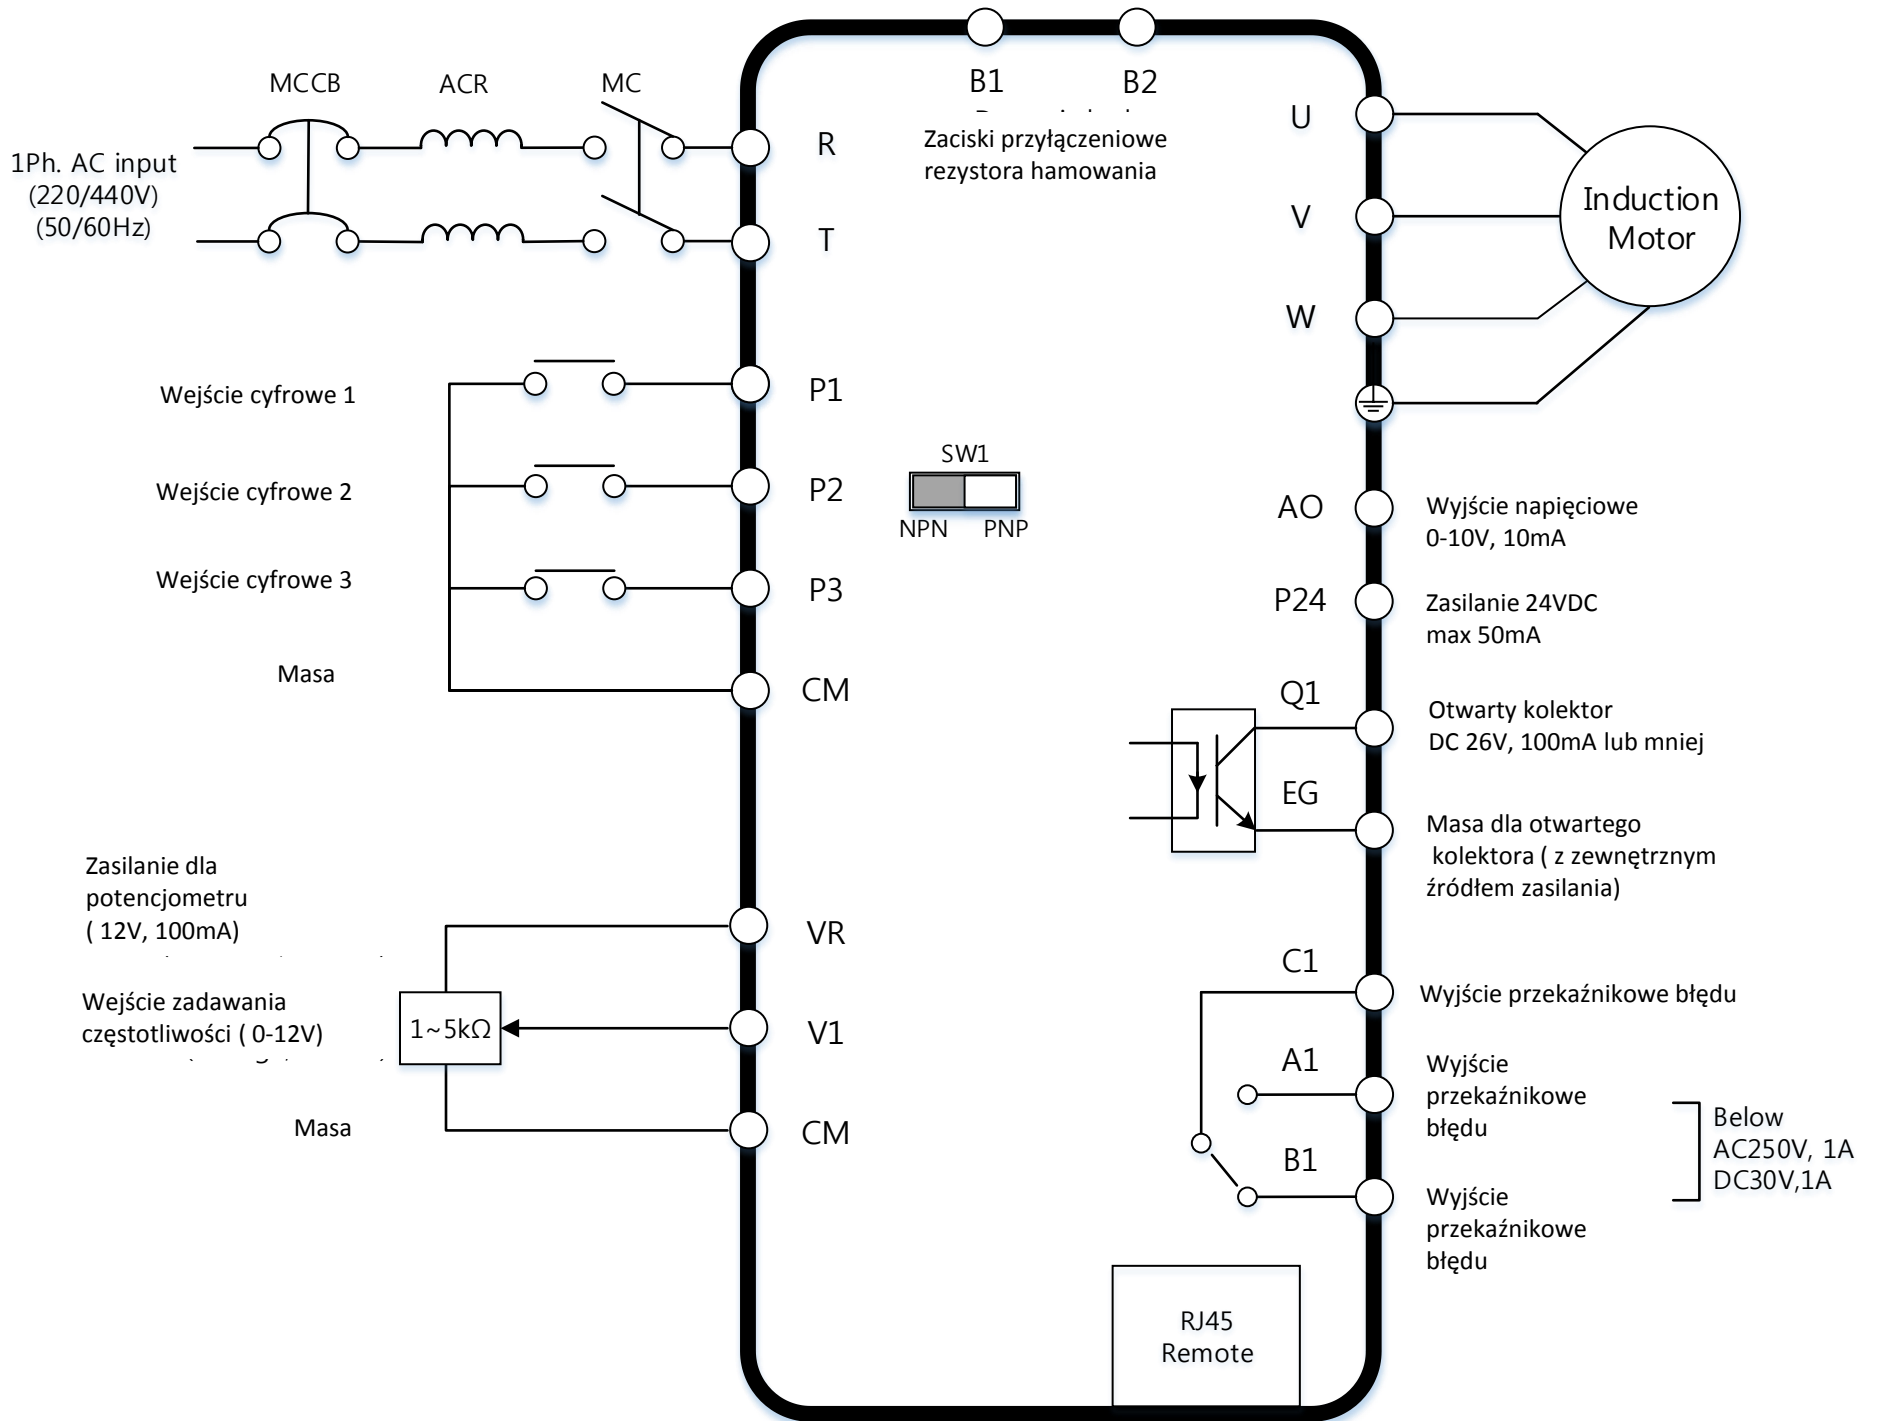 MCCB
ACR
MC
B1
B2
1Ph. AC input
(220/440V)
(50/60Hz)
R
T
Zaciski przyłączeniowe
rezystora hamowania
U
V
W
Induction
Motor
Wejście cyfrowe 1
P1
Wejście cyfrowe 2
P2
Wejście cyfrowe 3
P3
Masa
CM
SW1
NPN PNP
AO
Wyjście napięciowe
0-10V, 10mA
P24
Zasilanie 24VDC
max 50mA
Q1
Otwarty kolektor
DC 26V, 100mA lub mniej
EG
Masa dla otwartego
kolektora ( z zewnętrznym
źródłem zasilania)
Zasilanie dla
potencjometru
( 12V, 100mA)
VR
Wejście zadawania
częstotliwości ( 0-12V)
1~5kΩ
V1
Masa
CM
C1
Wyjście przekaźnikowe błędu
A1
Wyjście
przekaźnikowe
błędu
B1
Wyjście
przekaźnikowe
błędu
Below
AC250V, 1A
DC30V,1A
RJ45
Remote